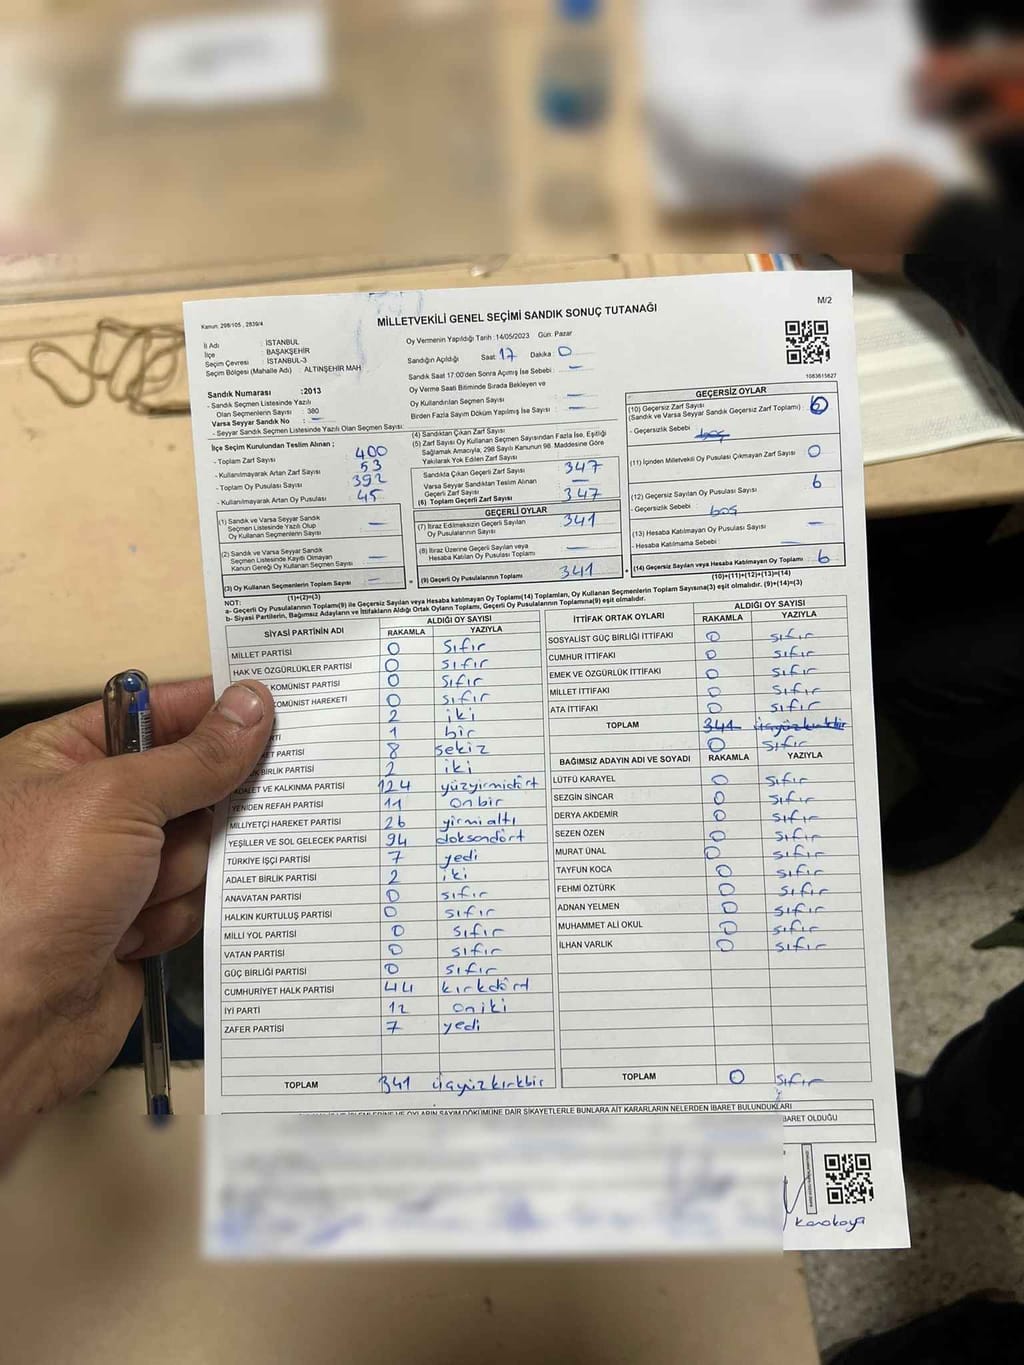 Kanun: 298/105 , 2839/4
MİLLETVEKİLİ GENEL SEÇİMİ SANDIK SONUÇ TUTANAĞI
M/2
İl Adı : İSTANBUL
İlçe : BAŞAKŞEHİR
Seçim Çevresi : İSTANBUL-3
Seçim Bölgesi (Mahalle Adı) : ALTINŞEHİR MAH
Oy Vermenin Yapıldığı Tarih :14/05/2023 Gün: Pazar
Sandığın Açıldığı Saat: 17 Dakika 0
Sandık Saat 17:00'den Sonra Açılmış İse Sebebi : —
Oy Verme Saati Bitiminde Sırada Bekleyen ve
Oy Kullandırılan Seçmen Sayısı : —
Birden Fazla Sayım Döküm Yapılmış İse Sayısı : —
1083615627
Sandık Numarası :2013
- Sandık Seçmen Listesinde Yazılı
Olan Seçmenlerin Sayısı : 380
Varsa Seyyar Sandık No : —
- Seyyar Sandık Seçmen Listesinde Yazılı Olan Seçmen Sayısı:
İlçe Seçim Kurulundan Teslim Alınan ;
- Toplam Zarf Sayısı : 400
- Kullanılmayarak Artan Zarf Sayısı : 53
- Toplam Oy Pusulası Sayısı : 392
- Kullanılmayarak Artan Oy Pusulası : 45
(1) Sandık ve Varsa Seyyar Sandık
Seçmen Listesinde Yazılı Olup
Oy Kullanan Seçmenlerin Sayısı : —
(2) Sandık ve Varsa Seyyar Sandık
Seçmen Listesinde Kayıtlı Olmayan
Kanun Gereği Oy Kullanan Seçmen Sayısı : —
(3) Oy Kullanan Seçmenlerin Toplam Sayısı : —
(1)+(2)=(3)
(4) Sandıktan Çıkan Zarf Sayısı
(5) Zarf Sayısı Oy Kullanan Seçmen Sayısından Fazla İse, Eşitliği
Sağlamak Amacıyla, 298 Sayılı Kanunun 98. Maddesine Göre
Yakılarak Yok Edilen Zarf Sayısı
Sandıkta Çıkan Geçerli Zarf Sayısı : 347
Varsa Seyyar Sandıktan Teslim Alınan
Geçerli Zarf Sayısı : —
(6) Toplam Geçerli Zarf Sayısı : 347
GEÇERLİ OYLAR
(7) İtiraz Edilmeksizin Geçerli Sayılan
Oy Pusulalarının Sayısı : 341
(8) İtiraz Üzerine Geçerli Sayılan veya
Hesaba Katılan Oy Pusulası Toplamı : —
(9) Geçerli Oy Pusulalarının Toplamı : 341
GEÇERSİZ OYLAR
(10) Geçersiz Zarf Sayısı
(Sandık ve Varsa Seyyar Sandık Geçersiz Zarf Toplamı) :
- Geçersizlik Sebebi : boş
(11) İçinden Milletvekili Oy Pusulası Çıkmayan Zarf Sayısı : 0
(12) Geçersiz Sayılan Oy Pusulası Sayısı : 6
- Geçersizlik Sebebi : boş
(13) Hesaba Katılmayan Oy Pusulası Sayısı : —
- Hesaba Katılmama Sebebi : —
(14) Geçersiz Sayılan veya Hesaba Katılmayan Oy Toplamı : 6
(10)+(11)+(12)+(13)=(14)
NOT:
a- Geçerli Oy Pusulalarının Toplamı(9) ile Geçersiz Sayılan veya Hesaba Katılmayan Oy Toplamı(14) Toplamları, Oy Kullanan Seçmenlerin Toplam Sayısına(3) eşit olmalıdır. (9)+(14)=(3)
b- Siyasi Partilerin, Bağımsız Adayların ve İttifakların Aldığı Ortak Oyların Toplamı, Geçerli Oy Pusulalarının Toplamına(9) eşit olmalıdır.
SİYASİ PARTİNİN ADI ALDIĞI OY SAYISI
RAKAMLA YAZIYLA
MİLLET PARTİSİ 0 sıfır
HAK VE ÖZGÜRLÜKLER PARTİSİ 0 sıfır
KOMÜNİST PARTİSİ 0 sıfır
KOMÜNİST HAREKETİ 0 sıfır
2 iki
1 bir
PARTİSİ 8 sekiz
BİRLİK PARTİSİ 2 iki
ADALET VE KALKINMA PARTİSİ 124 yüzyirmidört
YENİDEN REFAH PARTİSİ 11 onbir
MİLLİYETÇİ HAREKET PARTİSİ 26 yirmialtı
YEŞİLLER VE SOL GELECEK PARTİSİ 94 doksandört
TÜRKİYE İŞÇİ PARTİSİ 7 yedi
ADALET BİRLİK PARTİSİ 2 iki
ANAVATAN PARTİSİ 0 sıfır
HALKIN KURTULUŞ PARTİSİ 0 sıfır
MİLLİ YOL PARTİSİ 0 sıfır
VATAN PARTİSİ 0 sıfır
GÜÇ BİRLİĞİ PARTİSİ 0 sıfır
CUMHURİYET HALK PARTİSİ 44 kırkdört
İYİ PARTİ 12 oniki
ZAFER PARTİSİ 7 yedi
TOPLAM 341 üçyüzkırkbir
İTTİFAK ORTAK OYLARI ALDIĞI OY SAYISI
RAKAMLA YAZIYLA
SOSYALİST GÜÇ BİRLİĞİ İTTİFAKI 0 sıfır
CUMHUR İTTİFAKI 0 sıfır
EMEK VE ÖZGÜRLÜK İTTİFAKI 0 sıfır
MİLLET İTTİFAKI 0 sıfır
ATA İTTİFAKI 0 sıfır
TOPLAM 341 üçyüzkırkbir
0 sıfır
BAĞIMSIZ ADAYIN ADI VE SOYADI RAKAMLA YAZIYLA
LÜTFÜ KARAYEL 0 sıfır
SEZGİN SİNCAR 0 sıfır
DERYA AKDEMİR 0 sıfır
SEZEN ÖZEN 0 sıfır
MURAT ÜNAL 0 sıfır
TAYFUN KOCA 0 sıfır
FEHMİ ÖZTÜRK 0 sıfır
ADNAN YELMEN 0 sıfır
MUHAMMET ALİ OKUL 0 sıfır
İLHAN VARLIK 0 sıfır
TOPLAM 0 sıfır
İŞLEMLERİNE VE OYLARIN SAYIM DÖKÜMÜNE DAİR ŞİKAYETLERLE BUNLARA AİT KARARLARIN NELERDEN İBARET BULUNDUKLARI
BARET OLDUĞU
Karakaya